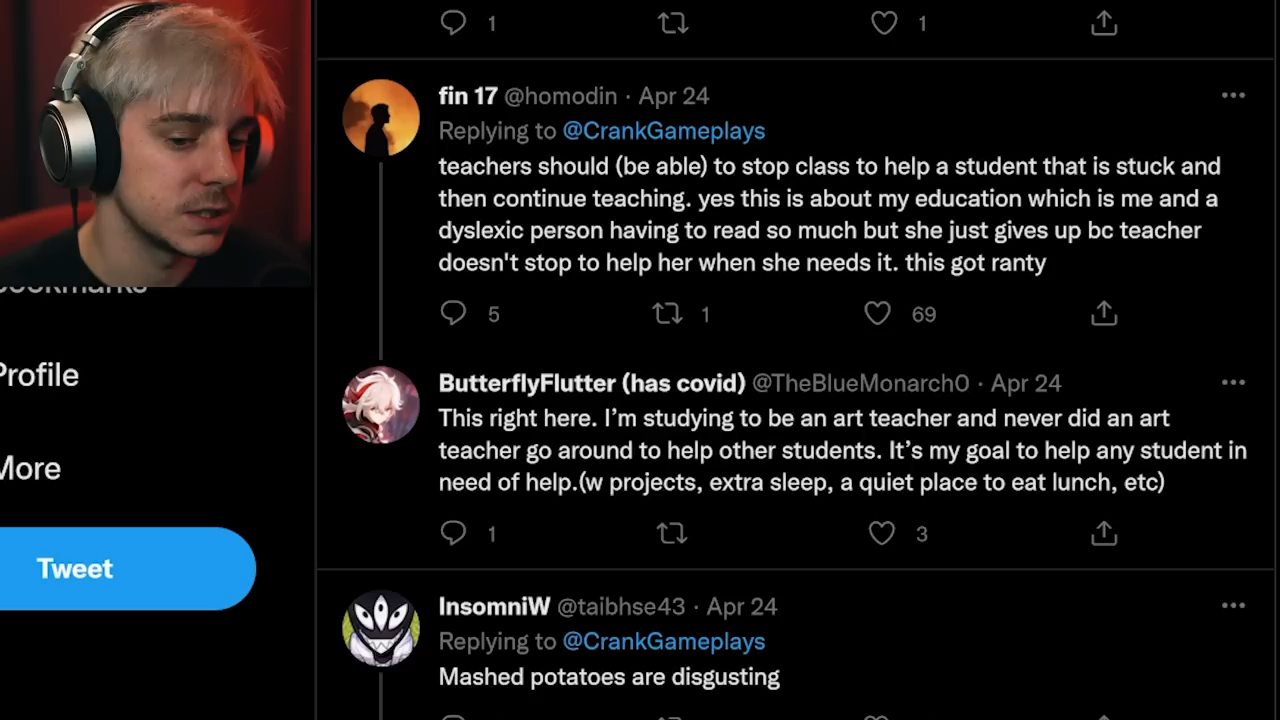 1 1
fin 17 @homodin · Apr 24
Replying to @CrankGameplays
teachers should (be able) to stop class to help a student that is stuck and
then continue teaching. yes this is about my education which is me and a
dyslexic person having to read so much but she just gives up bc teacher
doesn't stop to help her when she needs it. this got ranty
5 1 69
Profile
ButterflyFlutter (has covid) @TheBlueMonarch0 · Apr 24
This right here. I’m studying to be an art teacher and never did an art
teacher go around to help other students. It’s my goal to help any student in
More
need of help.(w projects, extra sleep, a quiet place to eat lunch, etc)
1 3
Tweet
InsomniW @taibhse43 · Apr 24
Replying to @CrankGameplays
Mashed potatoes are disgusting